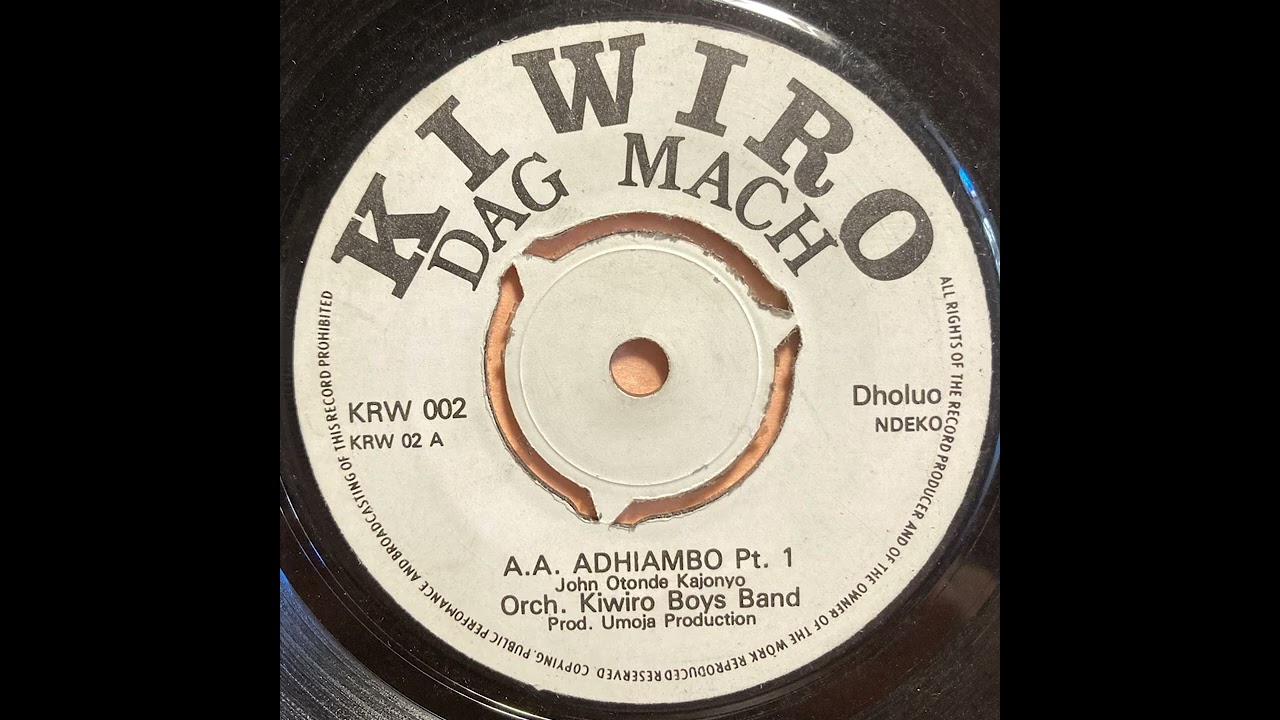 KIWIRO
DAG MACH
KRW 002
KRW 02 A
Dholuo
NDEKO
A.A. ADHIAMBO Pt. 1
John Otonde Kajonyo
Orch. Kiwiro Boys Band
Prod. Umoja Production
ALL RIGHTS OF THE RECORD PRODUCER AND OF THE OWNER OF THE WORK REPRODUCED RESERVED. COPYING, PUBLIC PERFOMANCE AND BROADCASTING OF THIS RECORD PROHIBITED